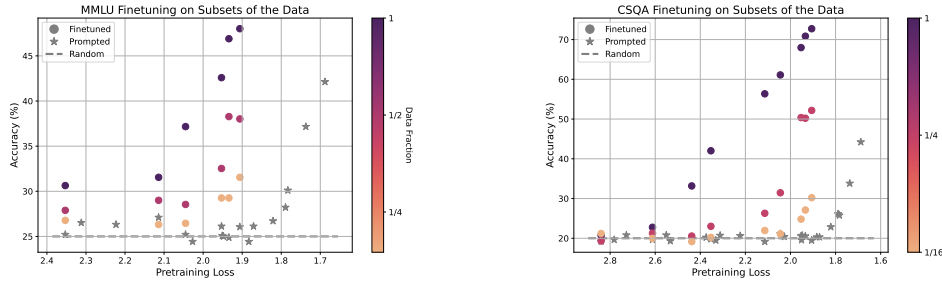 MMLU Finetuning on Subsets of the Data
Finetuned
Prompted
Random
Accuracy (%)
45
40
35
30
25
2.4
2.3
2.2
2.1
2.0
1.9
1.8
1.7
Pretraining Loss
1
1/2
1/4
Data Fraction
CSQA Finetuning on Subsets of the Data
Finetuned
Prompted
Random
Accuracy (%)
70
60
50
40
30
20
2.8
2.6
2.4
2.2
2.0
1.8
1.6
Pretraining Loss
1
1/4
1/16